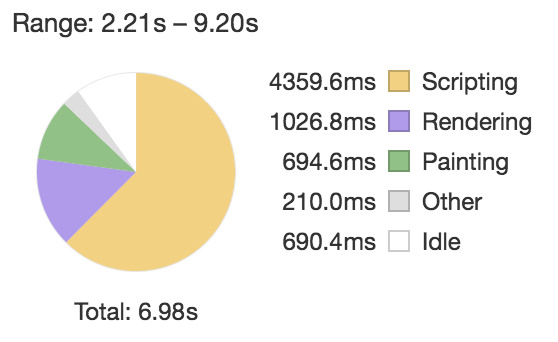 Range: 2.21s – 9.20s
4359.6ms Scripting
1026.8ms Rendering
694.6ms Painting
210.0ms Other
690.4ms Idle
Total: 6.98s